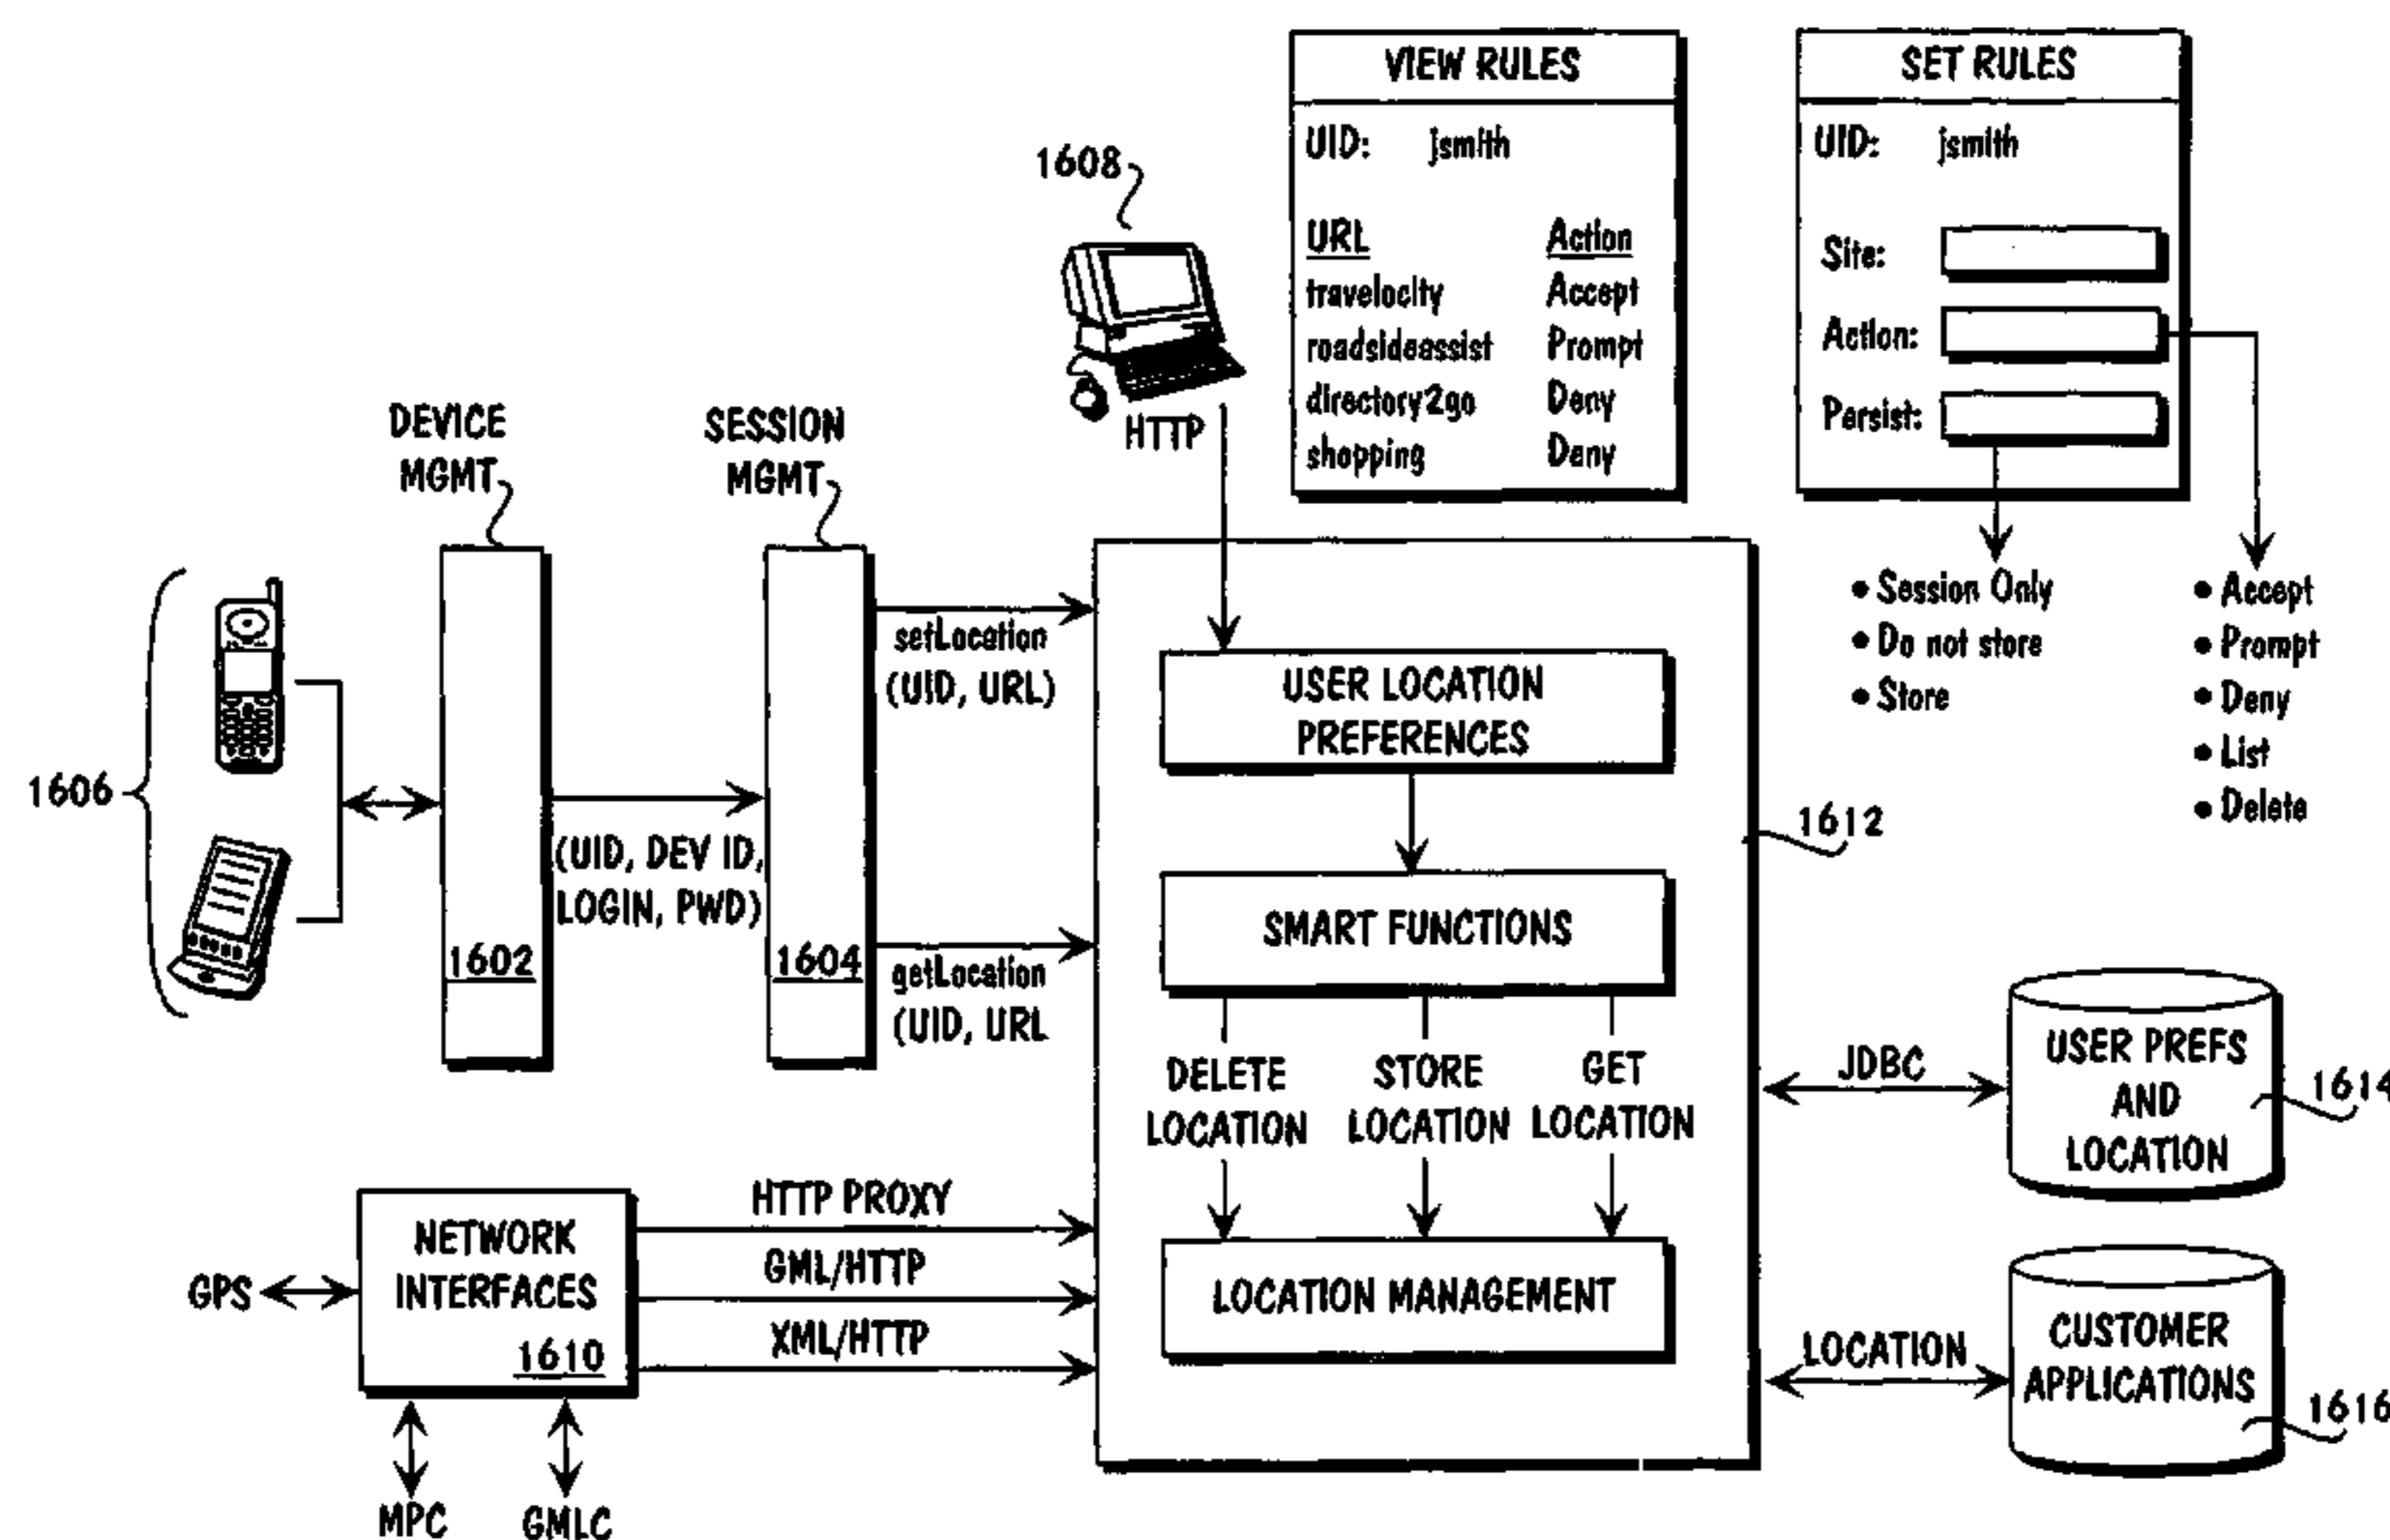 VIEW RULES
UID: jsmith
URL Action
travelocity Accept
roadsideassist Prompt
directory2go Deny
shopping Deny
SET RULES
UID: jsmith
Site:
Action:
Persist:
• Session Only
• Do not store
• Store
• Accept
• Prompt
• Deny
• List
• Delete
1608
HTTP
DEVICE
MGMT
SESSION
MGMT
1606
1602
(UID, DEV ID,
LOGIN, PWD)
1604
setLocation
(UID, URL)
getLocation
(UID, URL
USER LOCATION
PREFERENCES
SMART FUNCTIONS
DELETE
LOCATION
STORE
LOCATION
GET
LOCATION
LOCATION MANAGEMENT
1612
JDBC
USER PREFS
AND
LOCATION
1614
LOCATION
CUSTOMER
APPLICATIONS
1616
GPS
NETWORK
INTERFACES
1610
HTTP PROXY
GML/HTTP
XML/HTTP
MPC
GMLC